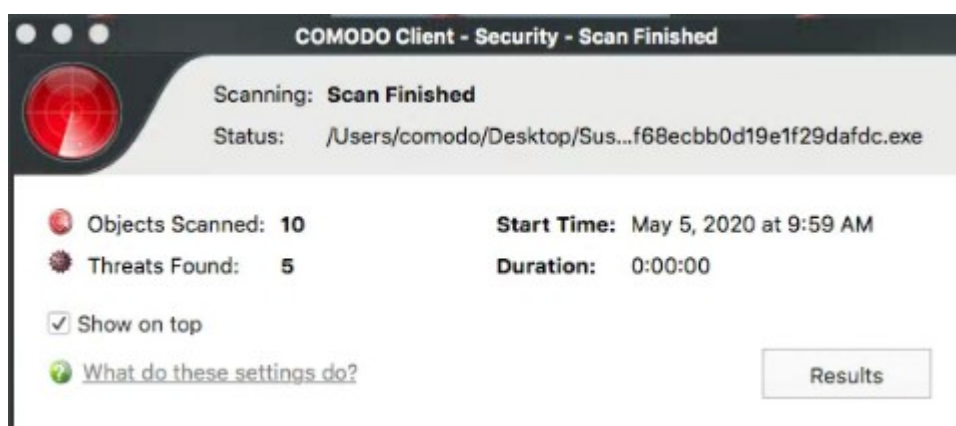 COMODO Client - Security - Scan Finished
Scanning: Scan Finished
Status: /Users/comodo/Desktop/Sus...f68ecbb0d19e1f29dafdc.exe
Objects Scanned: 10
Start Time: May 5, 2020 at 9:59 AM
Threats Found: 5
Duration: 0:00:00
Show on top
What do these settings do?
Results